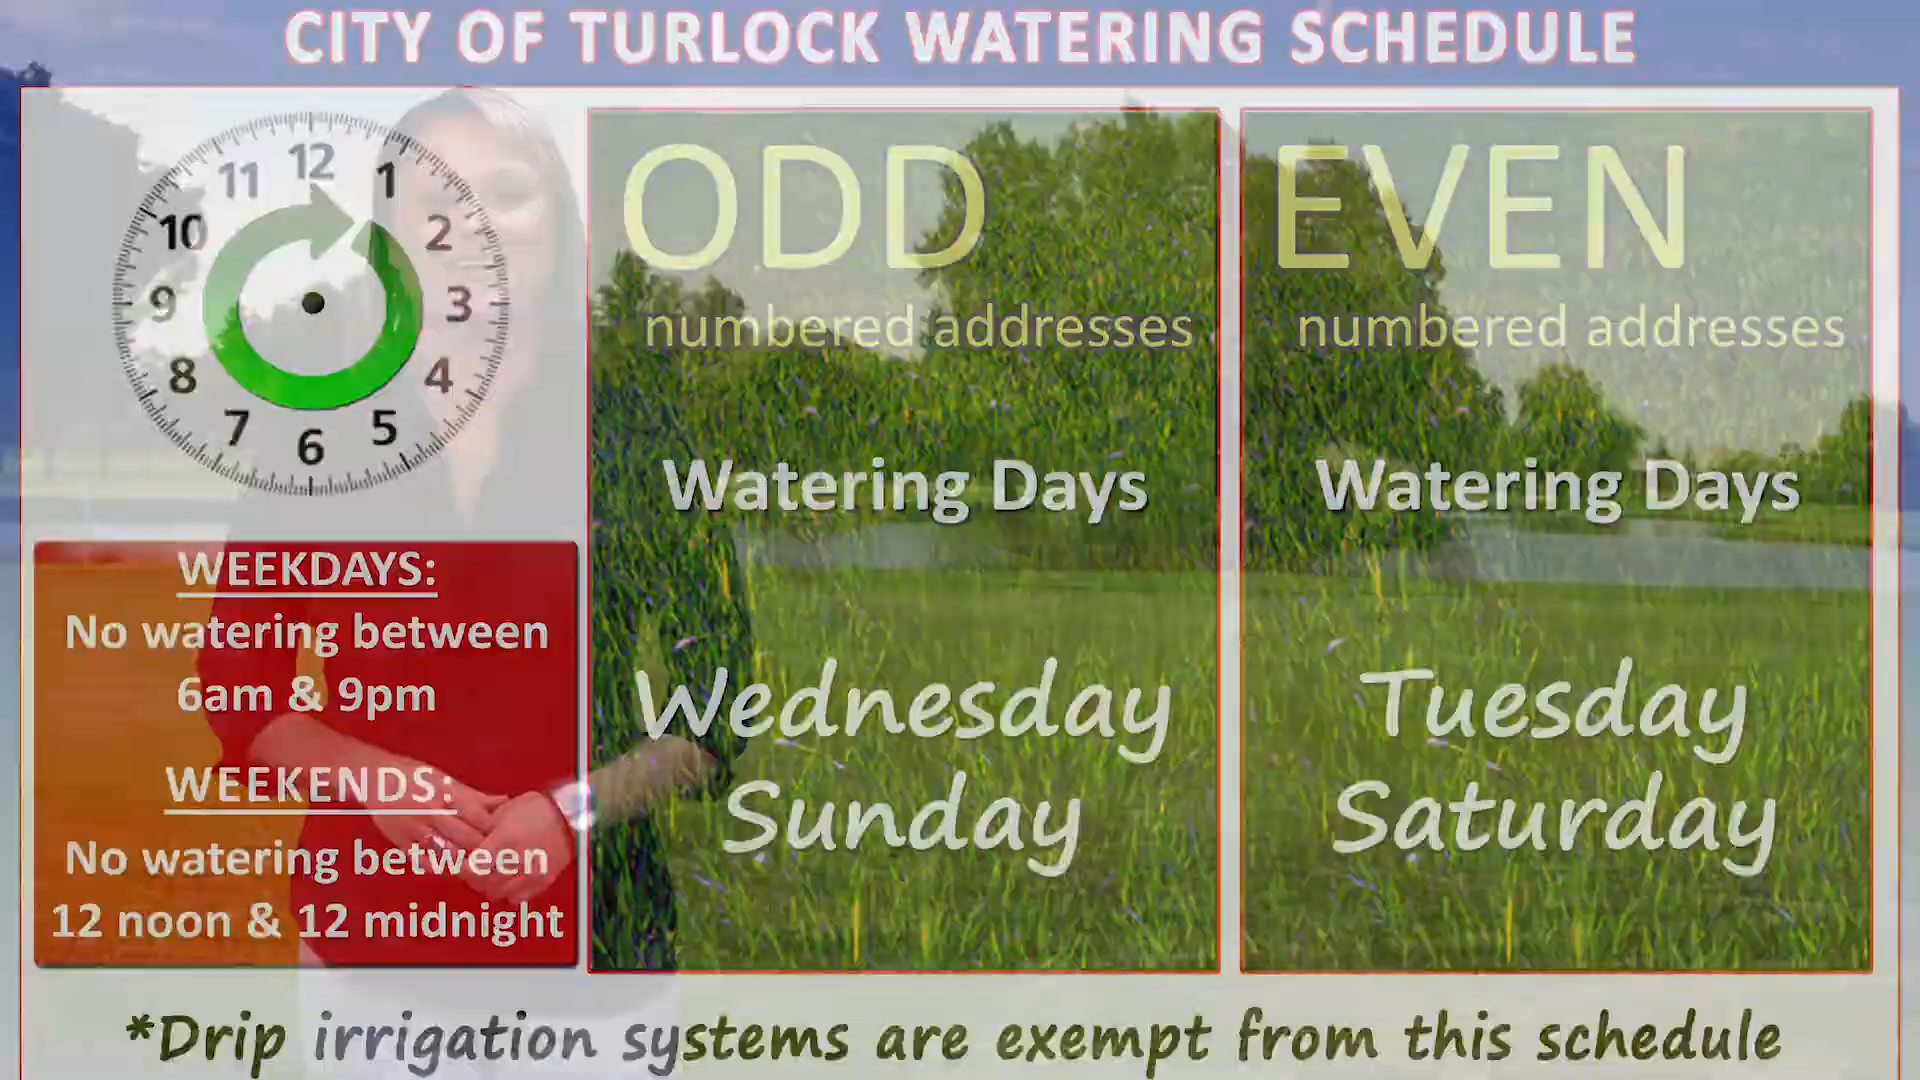 CITY OF TURLOCK WATERING SCHEDULE
12
1
2
3
4
5
6
7
8
9
10
11
WEEKDAYS:
No watering between
6am & 9pm
WEEKENDS:
No watering between
12 noon & 12 midnight
ODD
numbered addresses
Watering Days
Wednesday
Sunday
EVEN
numbered addresses
Watering Days
Tuesday
Saturday
*Drip irrigation systems are exempt from this schedule